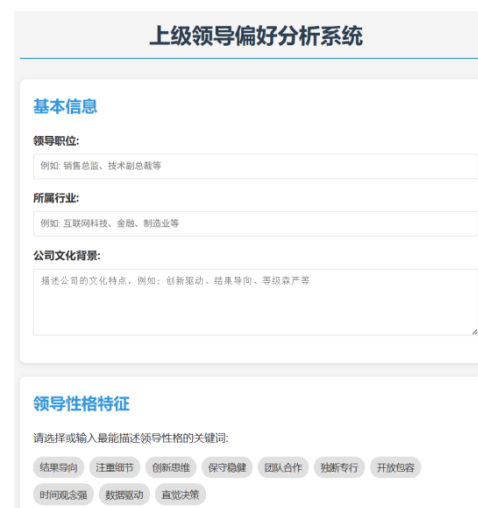 上级领导偏好分析系统
基本信息
领导职位:
例如: 销售总监、技术副总裁等
所属行业:
例如: 互联网科技、金融、制造业等
公司文化背景:
描述公司的文化特点，例如：创新驱动、结果导向、等级森严等
领导性格特征
请选择或输入最能描述领导性格的关键词:
结果导向 注重细节 创新思维 保守稳健 团队合作 独断专行 开放包容
时间观念强 数据驱动 直觉决策